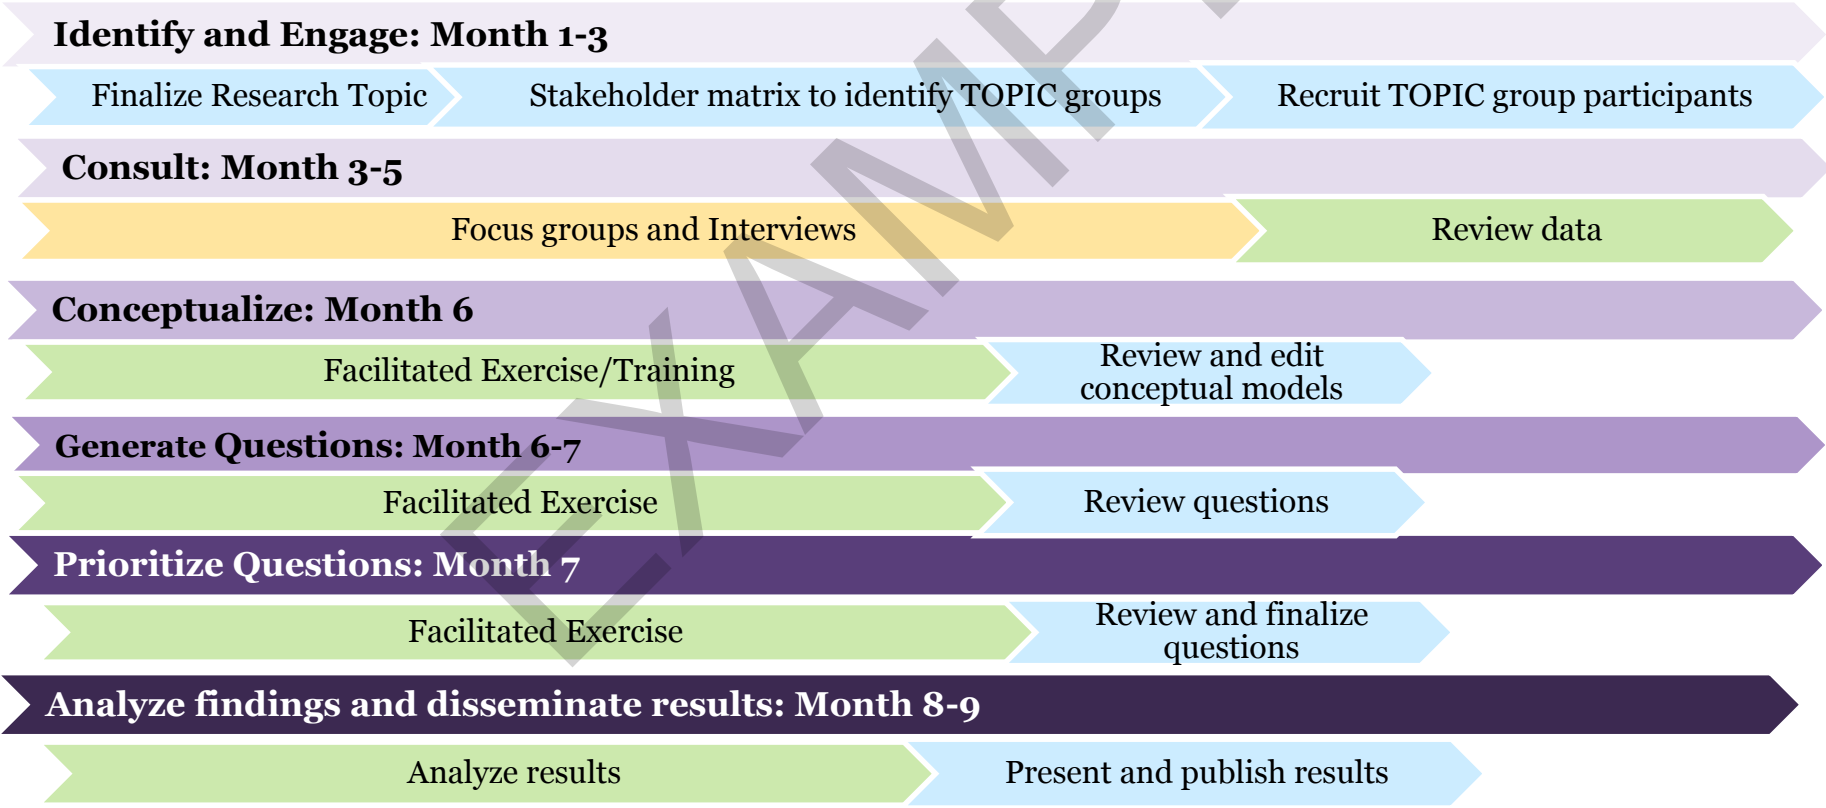 Identify and Engage: Month 1-3
Finalize Research Topic
Stakeholder matrix to identify TOPIC groups
Recruit TOPIC group participants
Consult: Month 3-5
Focus groups and Interviews
Review data
Conceptualize: Month 6
Facilitated Exercise/Training
Review and edit
conceptual models
Generate Questions: Month 6-7
Facilitated Exercise
Review questions
Prioritize Questions: Month 7
Facilitated Exercise
Review and finalize
questions
Analyze findings and disseminate results: Month 8-9
Analyze results
Present and publish results